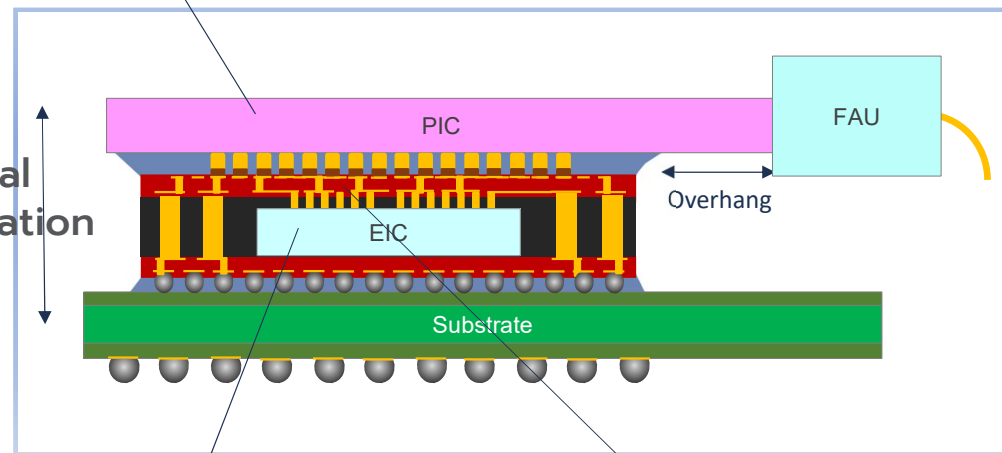 PIC
FAU
al
ation
Overhang
EIC
Substrate